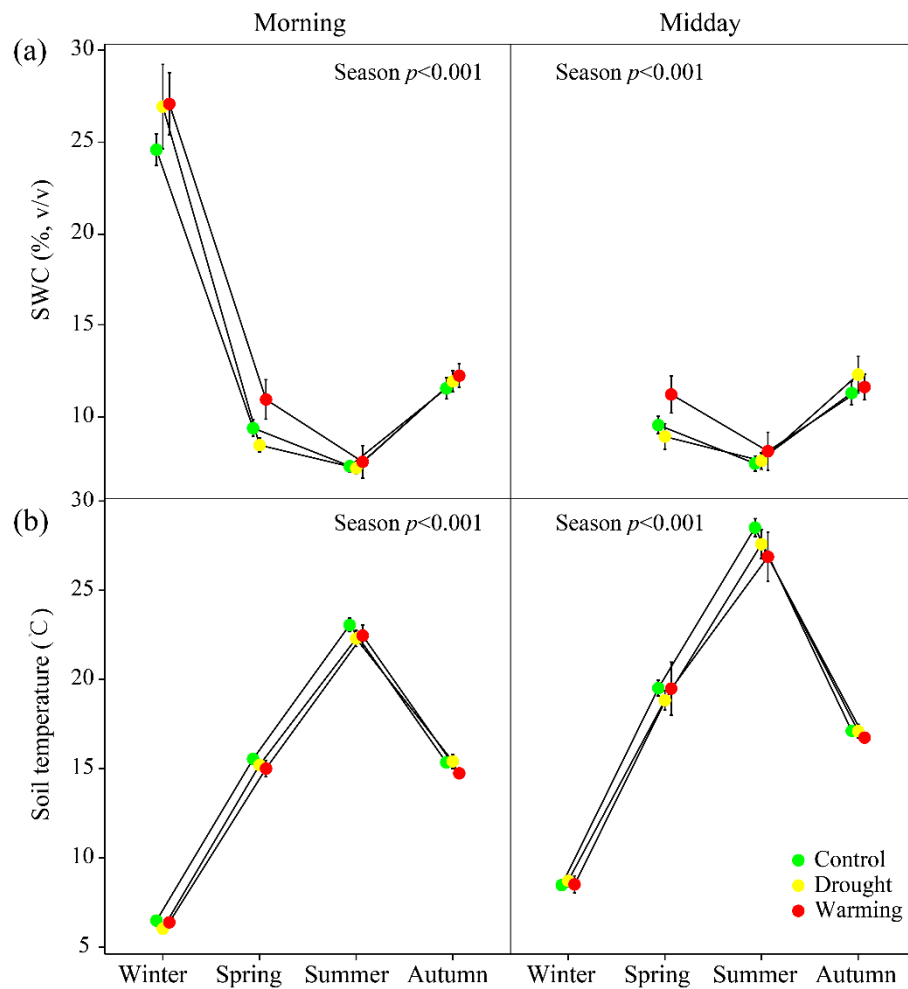 Morning
Midday
(a)
30
25
20
15
10
SWC (%, v/v)
Season p<0.001
Season p<0.001
(b)
30
25
20
15
10
5
Soil temperature (℃)
Season p<0.001
Season p<0.001
Control
Drought
Warming
Winter Spring Summer Autumn
Winter Spring Summer Autumn